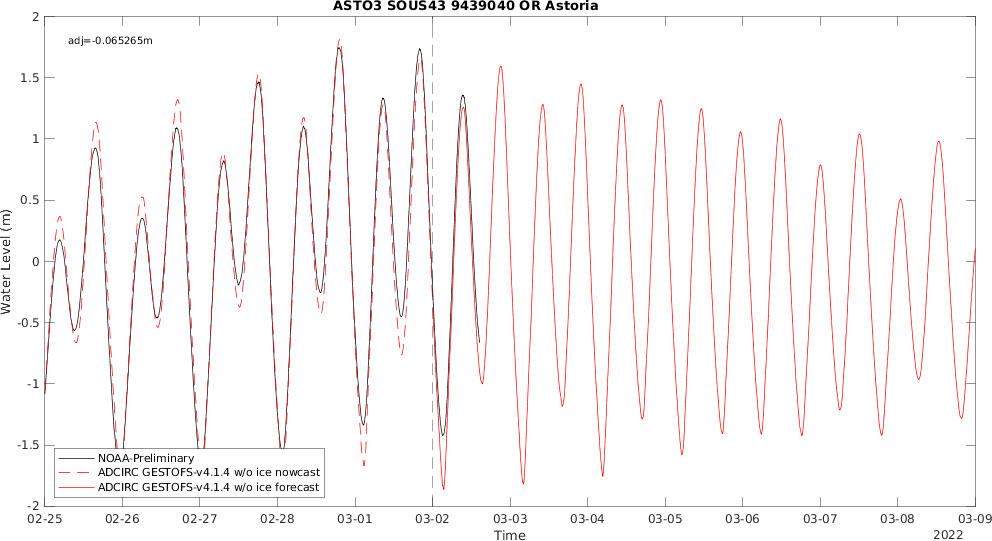 ASTO3 SOUS43 9439040 OR Astoria
adj=-0.065265m
2
1.5
1
0.5
0
-0.5
-1
-1.5
-2
Water Level (m)
NOAA-Preliminary
ADCIRC GESTOFS-v4.1.4 w/o ice nowcast
ADCIRC GESTOFS-v4.1.4 w/o ice forecast
02-25 02-26 02-27 02-28 03-01 03-02 03-03 03-04 03-05 03-06 03-07 03-08 03-09
Time
2022